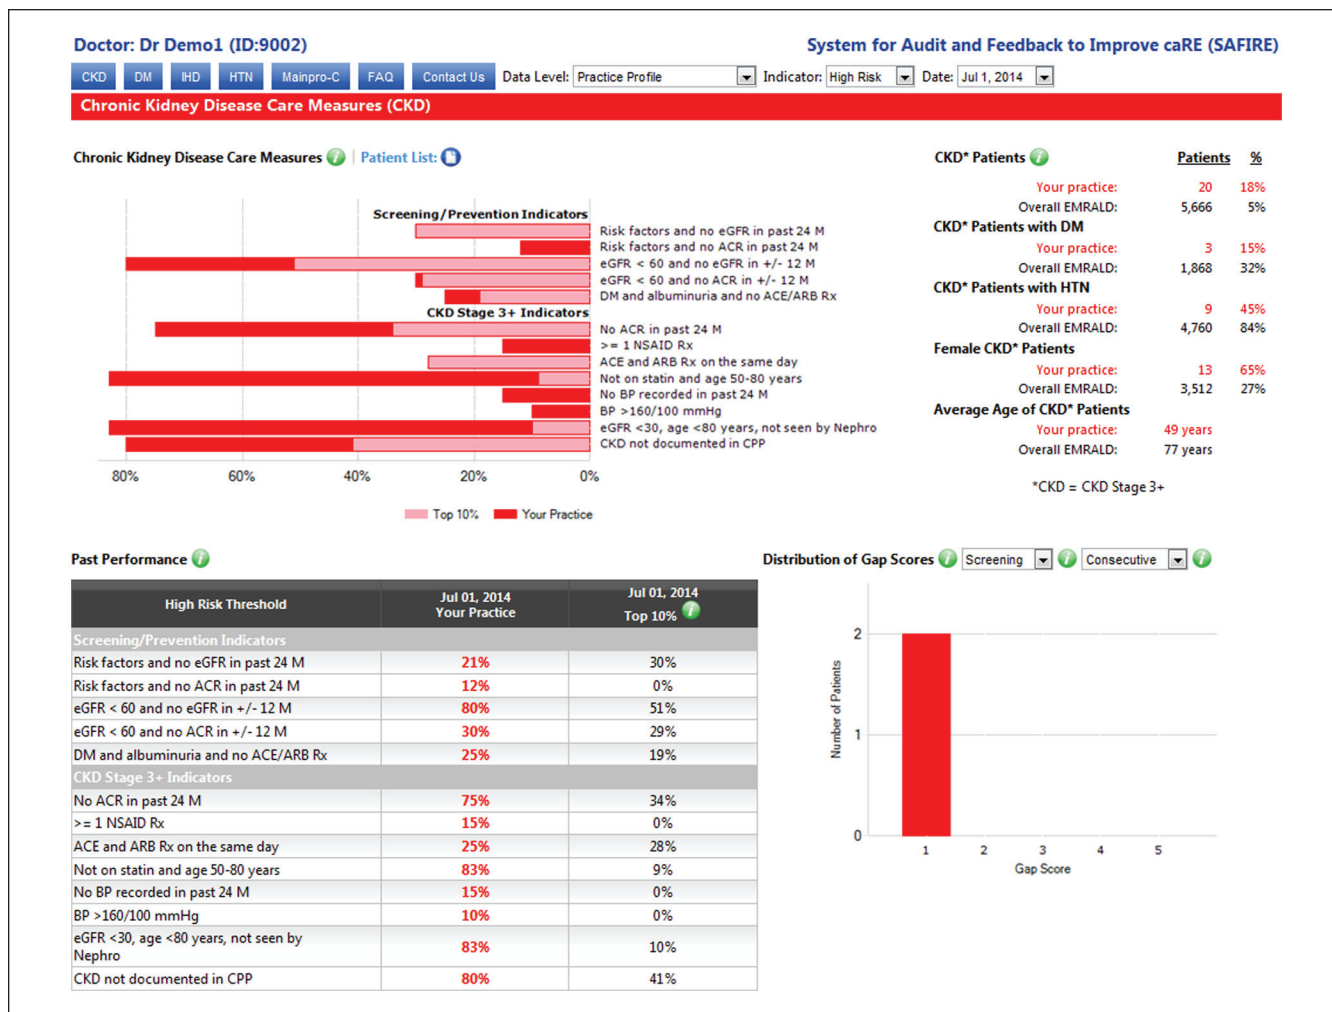 Doctor: Dr Demo1 (ID:9002)
System for Audit and Feedback to Improve caRE (SAFIRE)
CKD DM IHD HTN Mainpro-C FAQ Contact Us Data Level: Practice Profile Indicator: High Risk Date: Jul 1, 2014
Chronic Kidney Disease Care Measures (CKD)
Chronic Kidney Disease Care Measures Patient List:
Screening/Prevention Indicators
Risk factors and no eGFR in past 24 M
Risk factors and no ACR in past 24 M
eGFR < 60 and no eGFR in +/- 12 M
eGFR < 60 and no ACR in +/- 12 M
DM and albuminuria and no ACE/ARB Rx
CKD Stage 3+ Indicators
No ACR in past 24 M
>= 1 NSAID Rx
ACE and ARB Rx on the same day
Not on statin and age 50-80 years
No BP recorded in past 24 M
BP >160/100 mmHg
eGFR <30, age <80 years, not seen by Nephro
CKD not documented in CPP
80% 60% 40% 20% 0%
Top 10% Your Practice
CKD* Patients Patients %
Your practice: 20 18%
Overall EMRALD: 5,666 5%
CKD* Patients with DM
Your practice: 3 15%
Overall EMRALD: 1,868 32%
CKD* Patients with HTN
Your practice: 9 45%
Overall EMRALD: 4,760 84%
Female CKD* Patients
Your practice: 13 65%
Overall EMRALD: 3,512 27%
Average Age of CKD* Patients
Your practice: 49 years
Overall EMRALD: 77 years
*CKD = CKD Stage 3+
Past Performance
High Risk Threshold Jul 01, 2014 Your Practice Jul 01, 2014 Top 10%
Screening/Prevention Indicators
Risk factors and no eGFR in past 24 M 21% 30%
Risk factors and no ACR in past 24 M 12% 0%
eGFR < 60 and no eGFR in +/- 12 M 80% 51%
eGFR < 60 and no ACR in +/- 12 M 30% 29%
DM and albuminuria and no ACE/ARB Rx 25% 19%
CKD Stage 3+ Indicators
No ACR in past 24 M 75% 34%
>= 1 NSAID Rx 15% 0%
ACE and ARB Rx on the same day 25% 28%
Not on statin and age 50-80 years 83% 9%
No BP recorded in past 24 M 15% 0%
BP >160/100 mmHg 10% 0%
eGFR <30, age <80 years, not seen by
Nephro 83% 10%
CKD not documented in CPP 80% 41%
Distribution of Gap Scores Screening Consecutive
Number of Patients
2
1
0
1 2 3 4 5
Gap Score